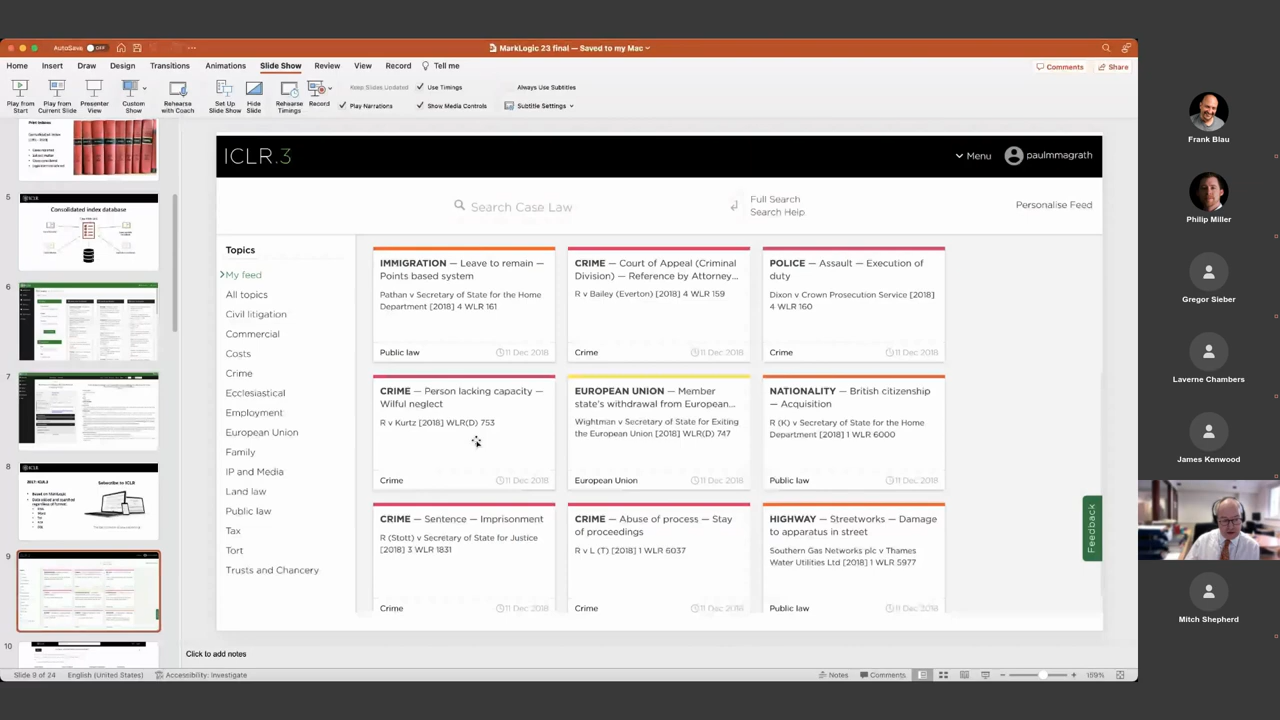 AutoSave OFF
MarkLogic 23 final — Saved to my Mac
Home Insert Draw Design Transitions Animations Slide Show Review View Record Tell me
Comments Share
Play from Start
Play from Current Slide
Presenter View
Custom Show
Rehearse with Coach
Set Up Slide Show
Hide Slide
Rehearse Timings
Record
Keep Slides Updated
Use Timings
Always Use Subtitles
Play Narrations
Show Media Controls
Subtitle Settings
5
Consolidated index database
6
7
8
ICLR
2017: ICLR.3
9
10
ICLR.3
Menu
paulmmagrath
Search Case Law
Full Search
Search Help
Personalise Feed
Topics
My feed
All topics
Civil litigation
Commercial
Costs
Crime
Ecclesiastical
Employment
European Union
Family
IP and Media
Land law
Public law
Tax
Tort
Trusts and Chancery
IMMIGRATION — Leave to remain —
Points based system
Pathan v Secretary of State for the Home
Department [2018] 4 WLR 161
Public law
11 Dec 2018
CRIME — Court of Appeal (Criminal
Division) — Reference by Attorney...
R v Bailey (Everton) [2018] 4 WLR 159
Crime
11 Dec 2018
POLICE — Assault — Execution of
duty
Dixon v Crown Prosecution Service [2018]
4 WLR 160
Crime
11 Dec 2018
CRIME — Person lacking capacity —
Wilful neglect
R v Kurtz [2018] WLR(D) 753
Crime
11 Dec 2018
EUROPEAN UNION — Member
state's withdrawal from European...
Wightman v Secretary of State for Exiting
the European Union [2018] WLR(D) 747
European Union
11 Dec 2018
NATIONALITY — British citizenship
— Acquisition
R (K) v Secretary of State for the Home
Department [2018] 1 WLR 6000
Public law
11 Dec 2018
CRIME — Sentence — Imprisonment
R (Stott) v Secretary of State for Justice
[2018] 3 WLR 1831
Crime
11 Dec 2018
CRIME — Abuse of process — Stay
of proceedings
R v L (T) [2018] 1 WLR 6037
Crime
11 Dec 2018
HIGHWAY — Streetworks — Damage
to apparatus in street
Southern Gas Networks plc v Thames
Water Utilities Ltd [2018] 1 WLR 5977
Public law
11 Dec 2018
Feedback
Click to add notes
Slide 9 of 24 English (United States) Accessibility: Investigate
Notes Comments 159%
Frank Blau
Philip Miller
Gregor Sieber
Laverne Chambers
James Kenwood
Mitch Shepherd